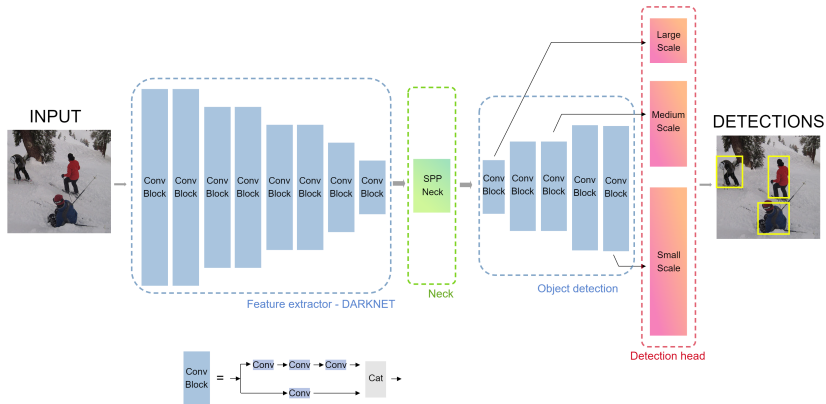 INPUT
Conv
Block
Conv
Block
Conv
Block
Conv
Block
Conv
Block
Conv
Block
Conv
Block
Conv
Block
Feature extractor - DARKNET
SPP
Neck
Neck
Conv
Block
Conv
Block
Conv
Block
Conv
Block
Conv
Block
Object detection
Large
Scale
Medium
Scale
Small
Scale
Detection head
DETECTIONS
Conv
Block
=
Conv
Conv
Conv
Conv
Cat